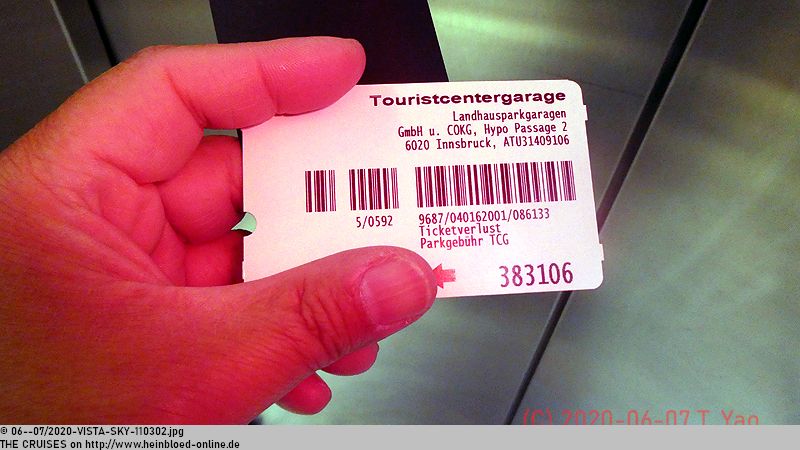 Touristcentergarage
Landhausparkgaragen
GmbH u. COKG, Hypo Passage 2
6020 Innsbruck, ATU31409106
5/0592 9687/040162001/086133
Ticketverlust
Parkgebühr TCG
383106
(C) 2020-06-07 T. Yao
© 06--07/2020-VISTA-SKY-110302.jpg
THE CRUISES on http://www.heinbloed-online.de